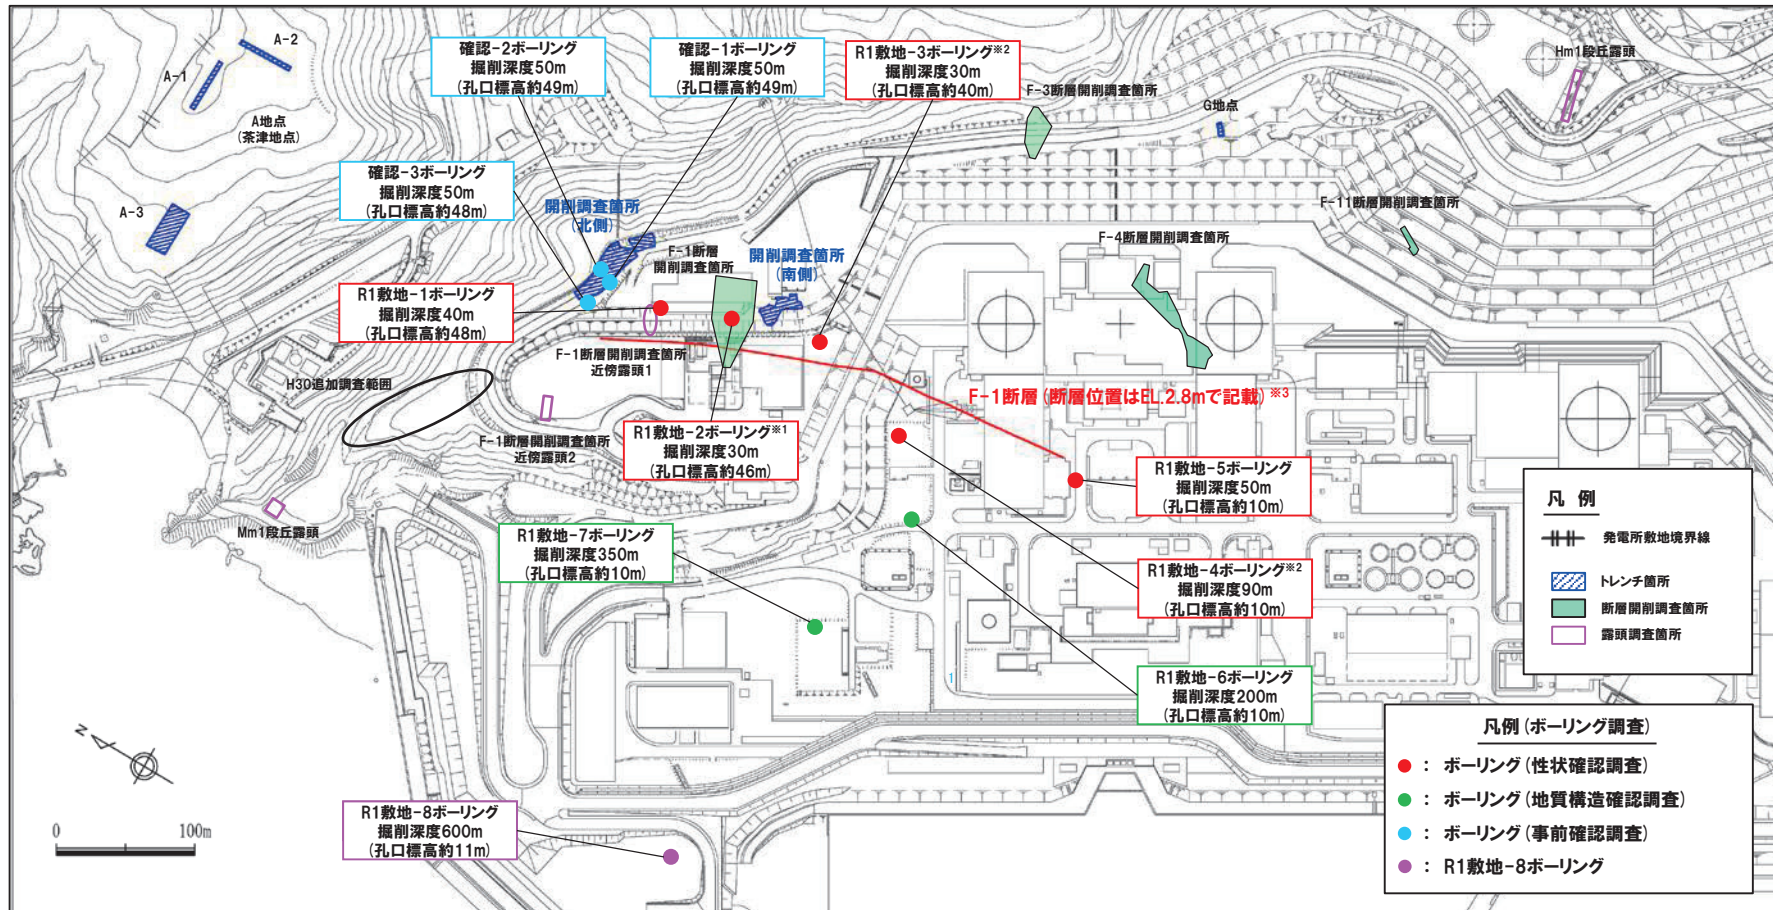 A-2
A-1
A地点
(茶津地点)
A-3
確認-2ボーリング
掘削深度50m
(孔口標高約49m)
確認-1ボーリング
掘削深度50m
(孔口標高約49m)
R1敷地-3ボーリング※2
掘削深度30m
(孔口標高約40m)
F-3断層開削調査箇所
G地点
Hm1段丘露頭
確認-3ボーリング
掘削深度50m
(孔口標高約48m)
開削調査箇所
(北側)
F-1断層
開削調査箇所
開削調査箇所
(南側)
F-4断層開削調査箇所
F-11断層開削調査箇所
R1敷地-1ボーリング
掘削深度40m
(孔口標高約48m)
F-1断層開削調査箇所
近傍露頭1
H30追加調査範囲
F-1断層(断層位置はEL.2.8mで記載)※3
F-1断層開削調査箇所
近傍露頭2
R1敷地-2ボーリング※1
掘削深度30m
(孔口標高約46m)
R1敷地-5ボーリング
掘削深度50m
(孔口標高約10m)
Mm1段丘露頭
R1敷地-7ボーリング
掘削深度350m
(孔口標高約10m)
R1敷地-4ボーリング※2
掘削深度90m
(孔口標高約10m)
R1敷地-6ボーリング
掘削深度200m
(孔口標高約10m)
1
R1敷地-8ボーリング
掘削深度600m
(孔口標高約11m)
N
0 100m
凡 例
発電所敷地境界線
トレンチ箇所
断層開削調査箇所
露頭調査箇所
凡例(ボーリング調査)
: ボーリング(性状確認調査)
: ボーリング(地質構造確認調査)
: ボーリング(事前確認調査)
: R1敷地-8ボーリング